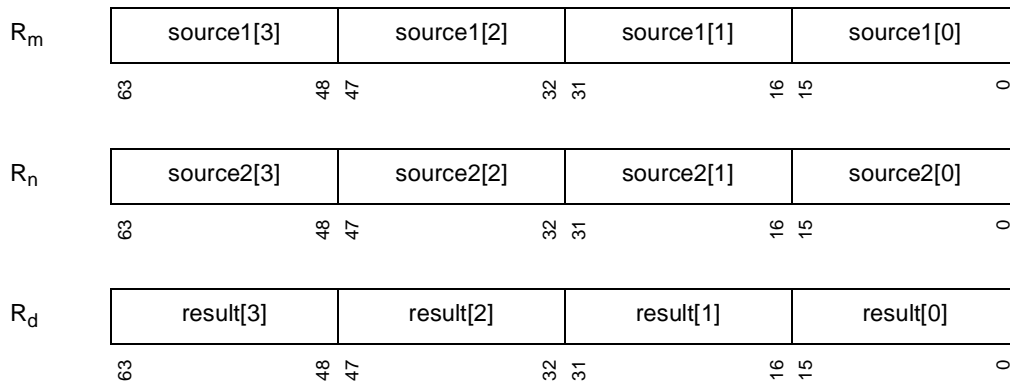 Rm source1[3] source1[2] source1[1] source1[0]
63 48 47 32 31 16 15 0
Rn source2[3] source2[2] source2[1] source2[0]
63 48 47 32 31 16 15 0
Rd result[3] result[2] result[1] result[0]
63 48 47 32 31 16 15 0